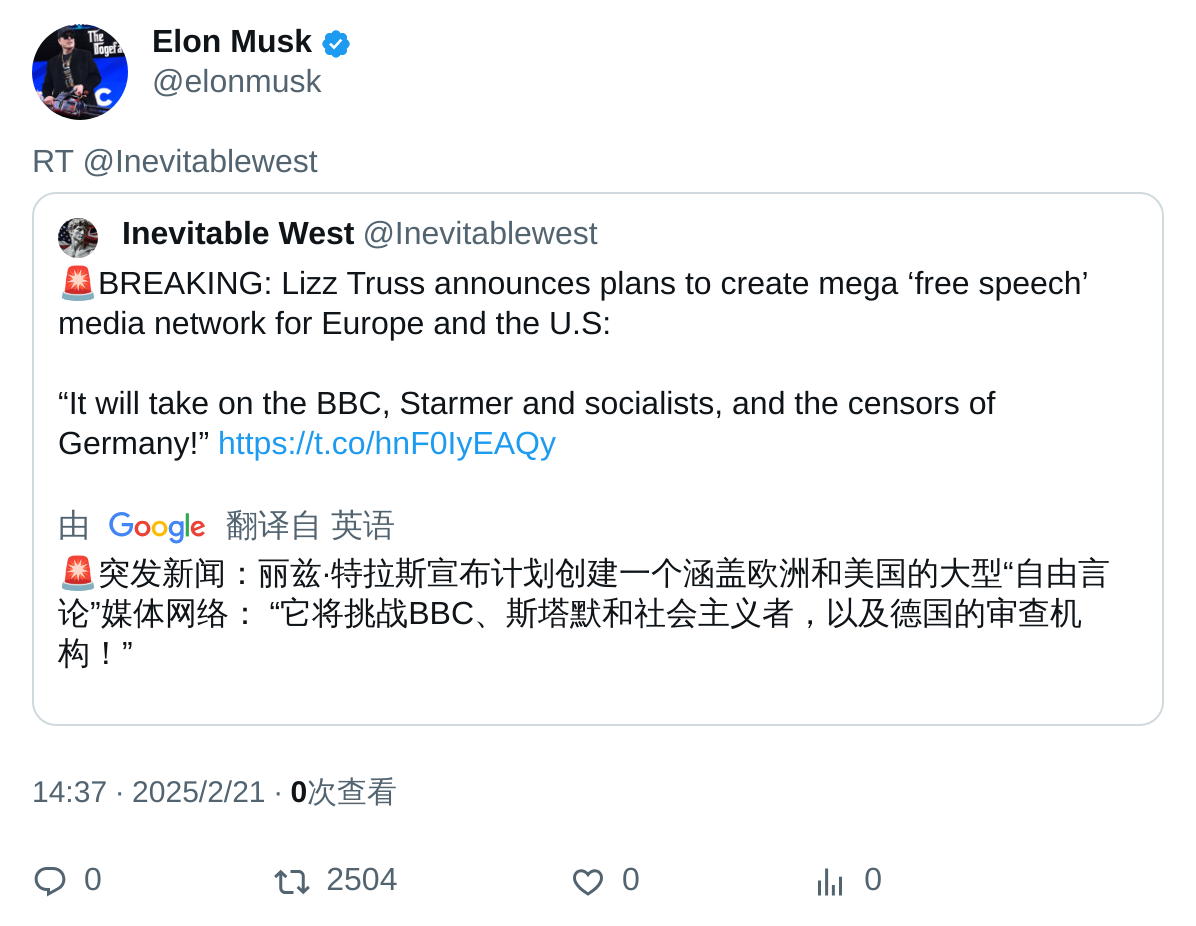 The
Dogefa
C
Elon Musk
@elonmusk
RT @Inevitablewest
Inevitable West @Inevitablewest
🚨BREAKING: Lizz Truss announces plans to create mega ‘free speech’
media network for Europe and the U.S:
“It will take on the BBC, Starmer and socialists, and the censors of
Germany!” https://t.co/hnF0IyEAQy
由 Google 翻译自 英语
🚨突发新闻：丽兹·特拉斯宣布计划创建一个涵盖欧洲和美国的大型“自由言
论”媒体网络： “它将挑战BBC、斯塔默和社会主义者，以及德国的审查机
构！”
14:37 · 2025/2/21 · 0次查看
0 2504 0 0